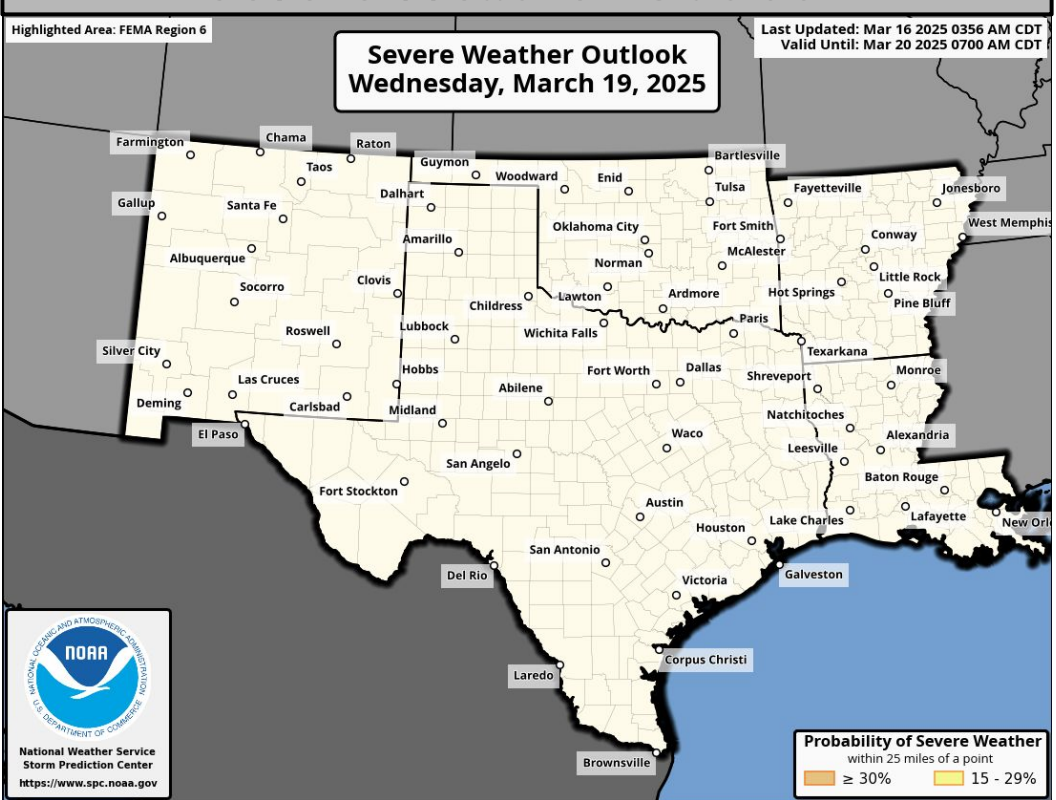 Highlighted Area: FEMA Region 6
Last Updated: Mar 16 2025 0356 AM CDT
Valid Until: Mar 20 2025 0700 AM CDT
Severe Weather Outlook
Wednesday, March 19, 2025
Farmington
Chama
Raton
Taos
Guymon
Woodward
Enid
Bartlesville
Tulsa
Fayetteville
Jonesboro
Gallup
Santa Fe
Dalhart
West Memphis
Oklahoma City
Fort Smith
Conway
Amarillo
Albuquerque
Norman
McAlester
Little Rock
Socorro
Clovis
Childress
Lawton
Ardmore
Hot Springs
Pine Bluff
Roswell
Lubbock
Wichita Falls
Paris
Silver City
Texarkana
Las Cruces
Hobbs
Fort Worth
Dallas
Shreveport
Monroe
Deming
Carlsbad
Midland
Abilene
Natchitoches
El Paso
Waco
Leesville
Alexandria
San Angelo
Baton Rouge
Fort Stockton
Austin
Houston
Lake Charles
Lafayette
New Orl
San Antonio
Del Rio
Victoria
Galveston
Laredo
Corpus Christi
Brownsville
NATIONAL OCEANIC AND ATMOSPHERIC ADMINISTRATION
NOAA
U.S. DEPARTMENT OF COMMERCE
National Weather Service
Storm Prediction Center
https://www.spc.noaa.gov
Probability of Severe Weather
within 25 miles of a point
≥ 30%
15 - 29%